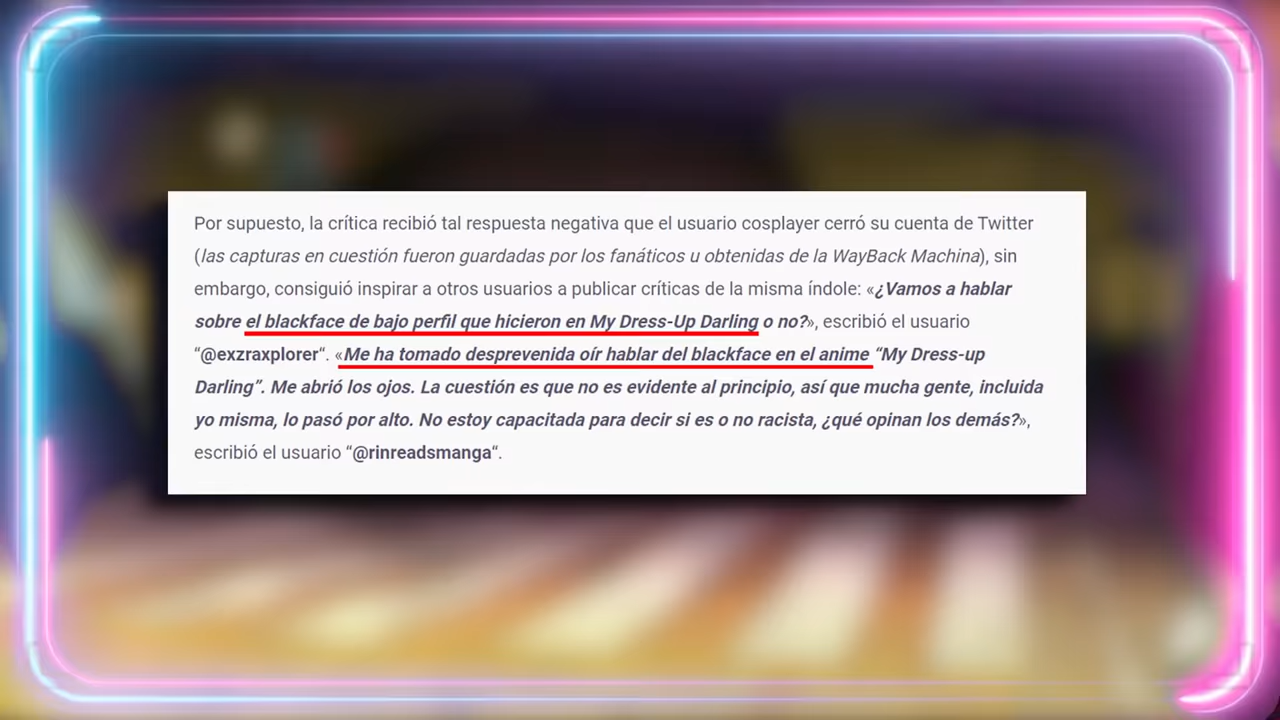 Por supuesto, la crítica recibió tal respuesta negativa que el usuario cosplayer cerró su cuenta de Twitter
(las capturas en cuestión fueron guardadas por los fanáticos u obtenidas de la WayBack Machina), sin
embargo, consiguió inspirar a otros usuarios a publicar críticas de la misma índole: «¿Vamos a hablar
sobre el blackface de bajo perfil que hicieron en My Dress-Up Darling o no?», escribió el usuario
“@exzraxplorer“. «Me ha tomado desprevenida oír hablar del blackface en el anime “My Dress-up
Darling”. Me abrió los ojos. La cuestión es que no es evidente al principio, así que mucha gente, incluida
yo misma, lo pasó por alto. No estoy capacitada para decir si es o no racista, ¿qué opinan los demás?»,
escribió el usuario “@rinreadsmanga“.